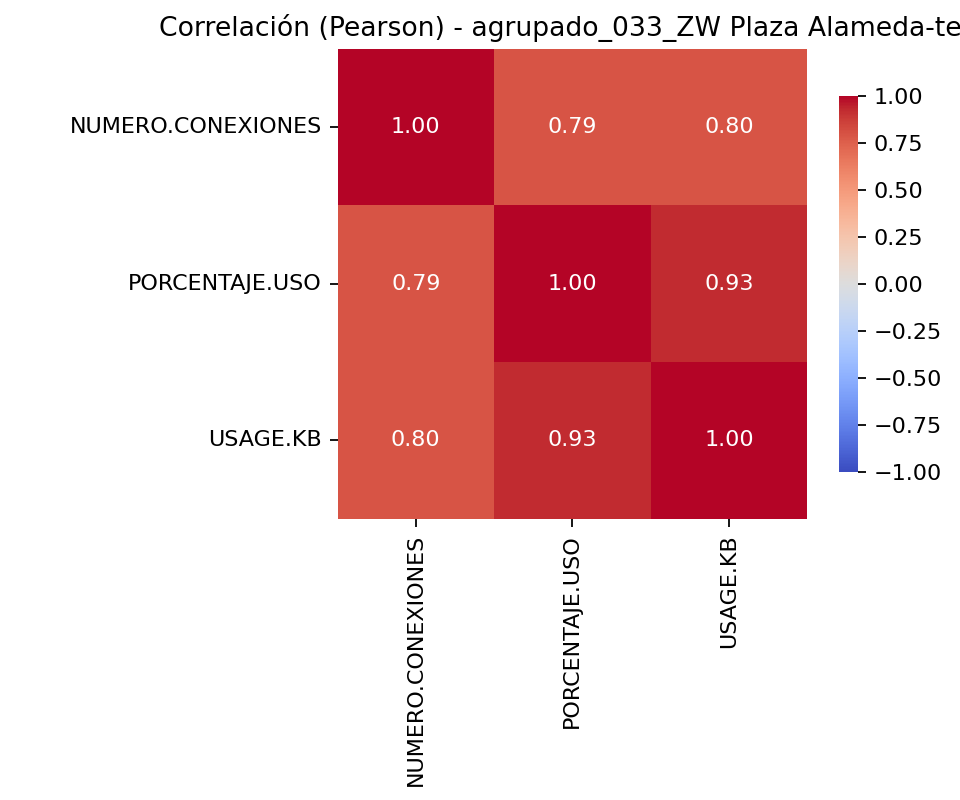 Correlación (Pearson) - agrupado_033_ZW Plaza Alameda-te
NUMERO.CONEXIONES
1.00
0.79
0.80
PORCENTAJE.USO
0.79
1.00
0.93
USAGE.KB
0.80
0.93
1.00
NUMERO.CONEXIONES
PORCENTAJE.USO
USAGE.KB
1.00
0.75
0.50
0.25
0.00
−0.25
−0.50
−0.75
−1.00